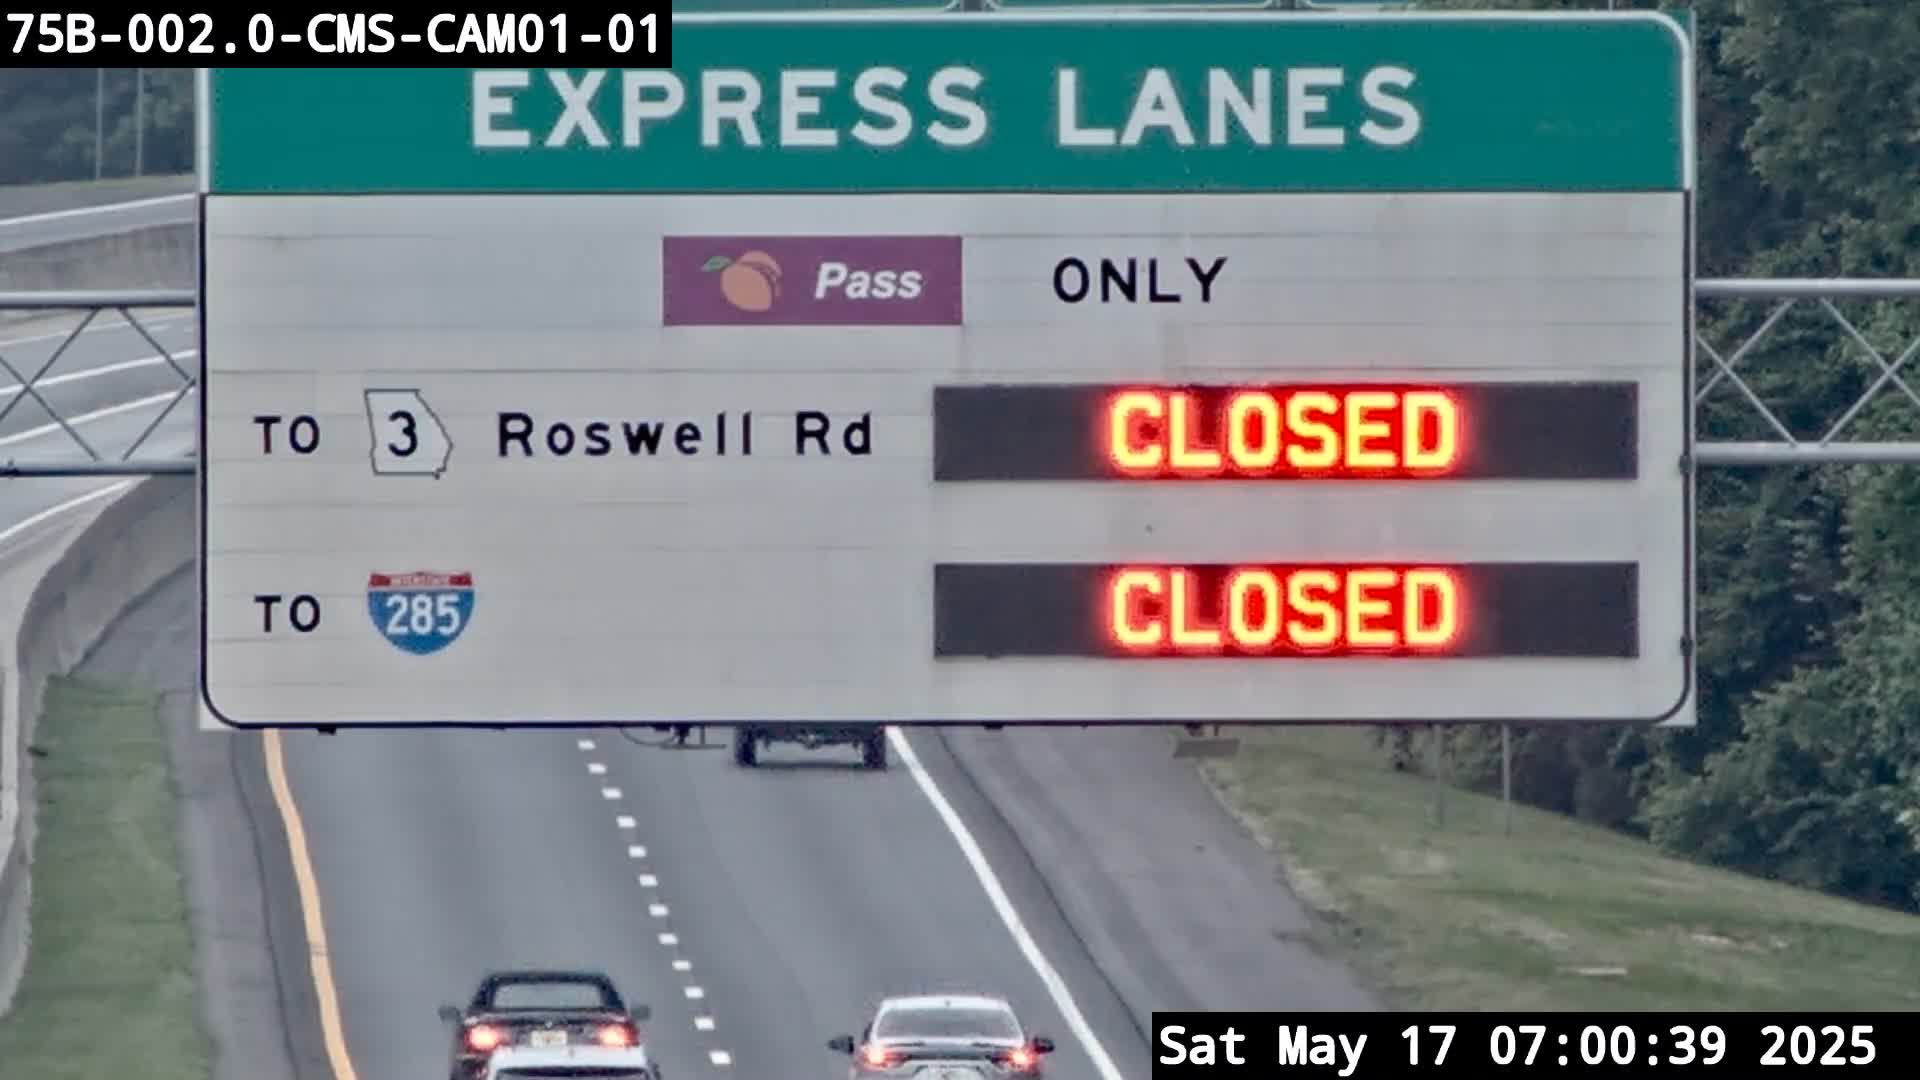 75B-002.0-CMS-CAM01-01
EXPRESS LANES
Pass ONLY
TO 3 Roswell Rd CLOSED
TO 285 CLOSED
Sat May 17 07:00:39 2025